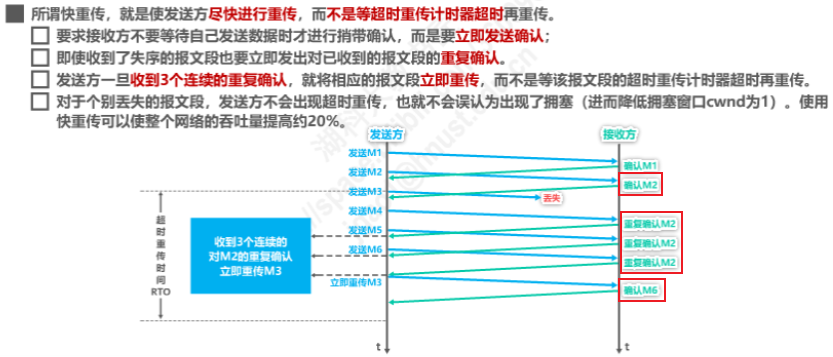 所谓快重传，就是使发送方尽快进行重传，而不是等超时重传计时器超时再重传。
要求接收方不要等待自己发送数据时才进行捎带确认，而是要立即发送确认；
即使收到了失序的报文段也要立即发出对已收到的报文段的重复确认。
发送方一旦收到3个连续的重复确认，就将相应的报文段立即重传，而不是等该报文段的超时重传计时器超时再重传。
对于个别丢失的报文段，发送方不会出现超时重传，也就不会误认为出现了拥塞（进而降低拥塞窗口cwnd为1）。使用
快重传可以使整个网络的吞吐量提高约20%。
发送方
接收方
发送M1
确认M1
发送M2
确认M2
发送M3
丢失
发送M4
重复确认M2
发送M5
重复确认M2
发送M6
重复确认M2
立即重传M3
确认M6
超时重传时间
RTO
收到3个连续的
对M2的重复确认
立即重传M3
t
t